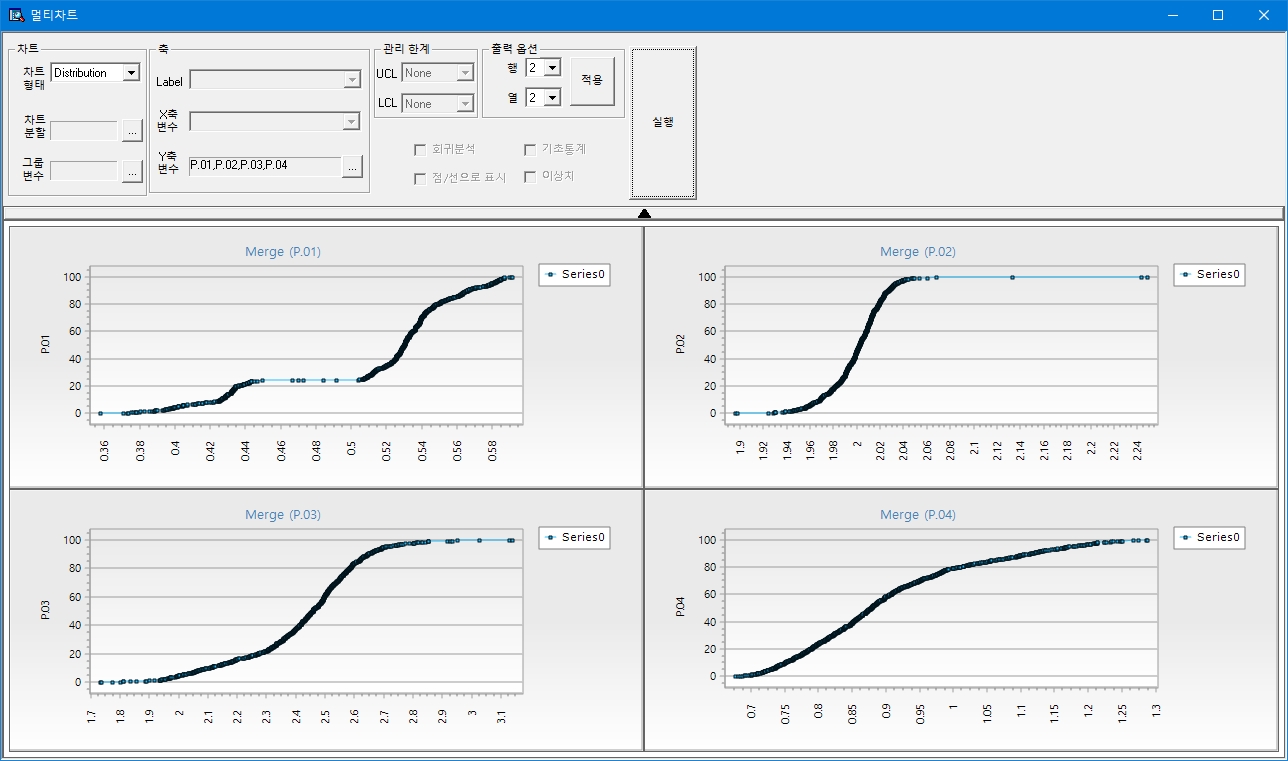 멀티차트
차트
차트
형태
Distribution
차트
분할
...
그룹
변수
...
축
Label
X축
변수
Y축
변수
P.01,P.02,P.03,P.04
...
관리 한계
UCL
None
LCL
None
출력 옵션
행
2
열
2
적용
회귀분석
기초통계
점/선으로 표시
이상치
실행
Merge (P.01)
Series0
P.01
100
80
60
40
20
0
0.36 0.38 0.4 0.42 0.44 0.46 0.48 0.5 0.52 0.54 0.56 0.58
Merge (P.02)
Series0
P.02
100
80
60
40
20
0
1.9 1.92 1.94 1.96 1.98 2 2.02 2.04 2.06 2.08 2.1 2.12 2.14 2.16 2.18 2.2 2.22 2.24
Merge (P.03)
Series0
P.03
100
80
60
40
20
0
1.7 1.8 1.9 2 2.1 2.2 2.3 2.4 2.5 2.6 2.7 2.8 2.9 3 3.1
Merge (P.04)
Series0
P.04
100
80
60
40
20
0
0.7 0.75 0.8 0.85 0.9 0.95 1 1.05 1.1 1.15 1.2 1.25 1.3